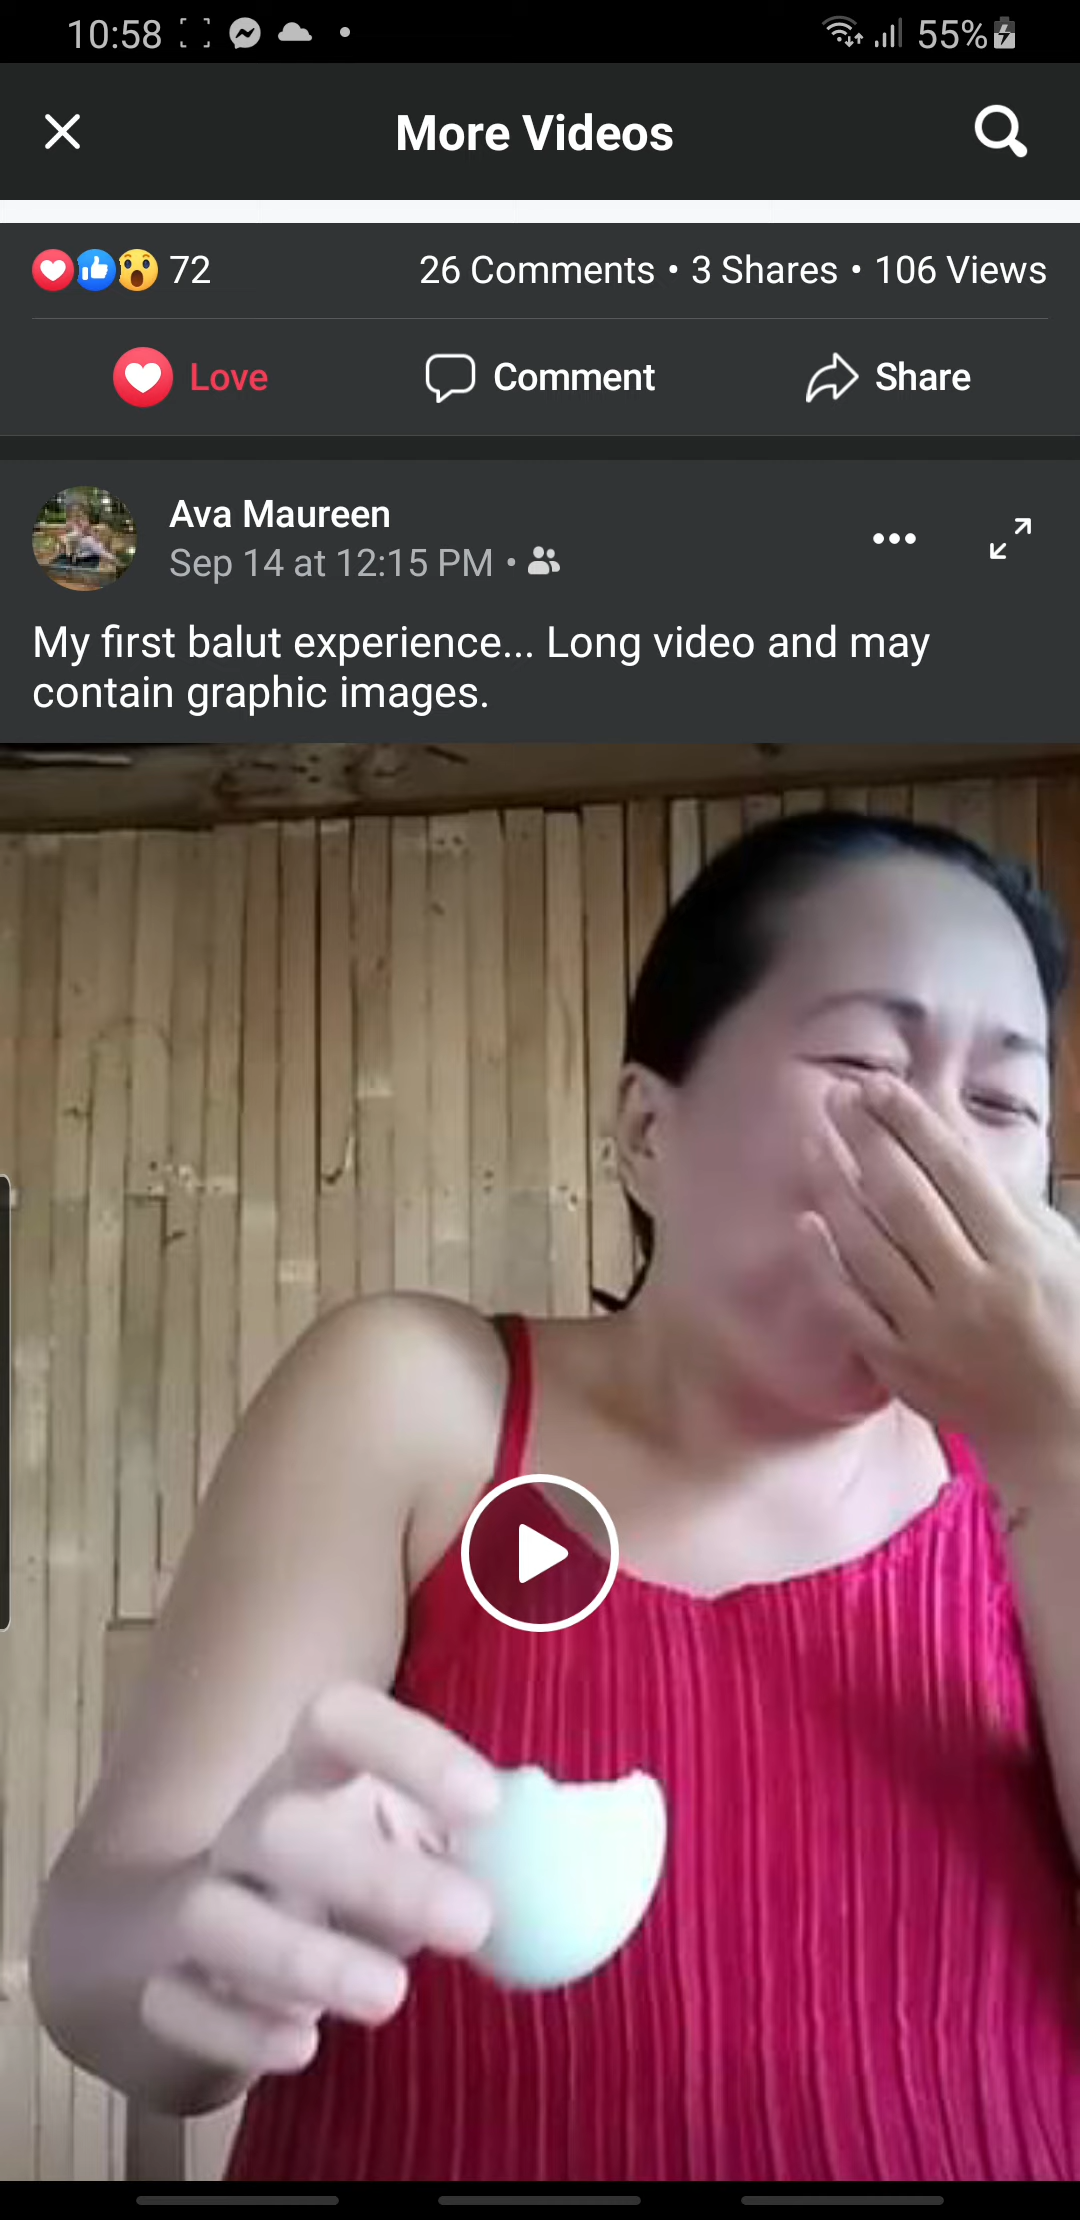 10:58
55%
More Videos
72
26 Comments • 3 Shares • 106 Views
Love
Comment
Share
Ava Maureen
Sep 14 at 12:15 PM •
My first balut experience... Long video and may
contain graphic images.